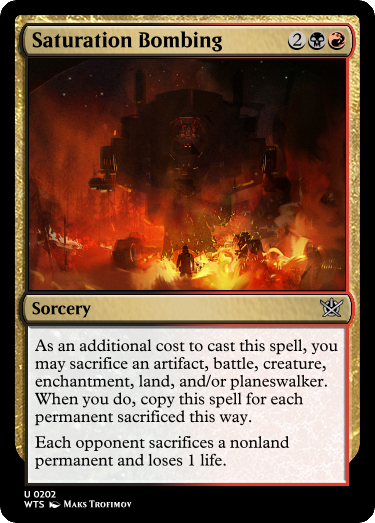 Saturation Bombing 2
Sorcery
As an additional cost to cast this spell, you
may sacrifice an artifact, battle, creature,
enchantment, land, and/or planeswalker.
When you do, copy this spell for each
permanent sacrificed this way.
Each opponent sacrifices a nonland
permanent and loses 1 life.
U 0202
WTS Maks Trofimov